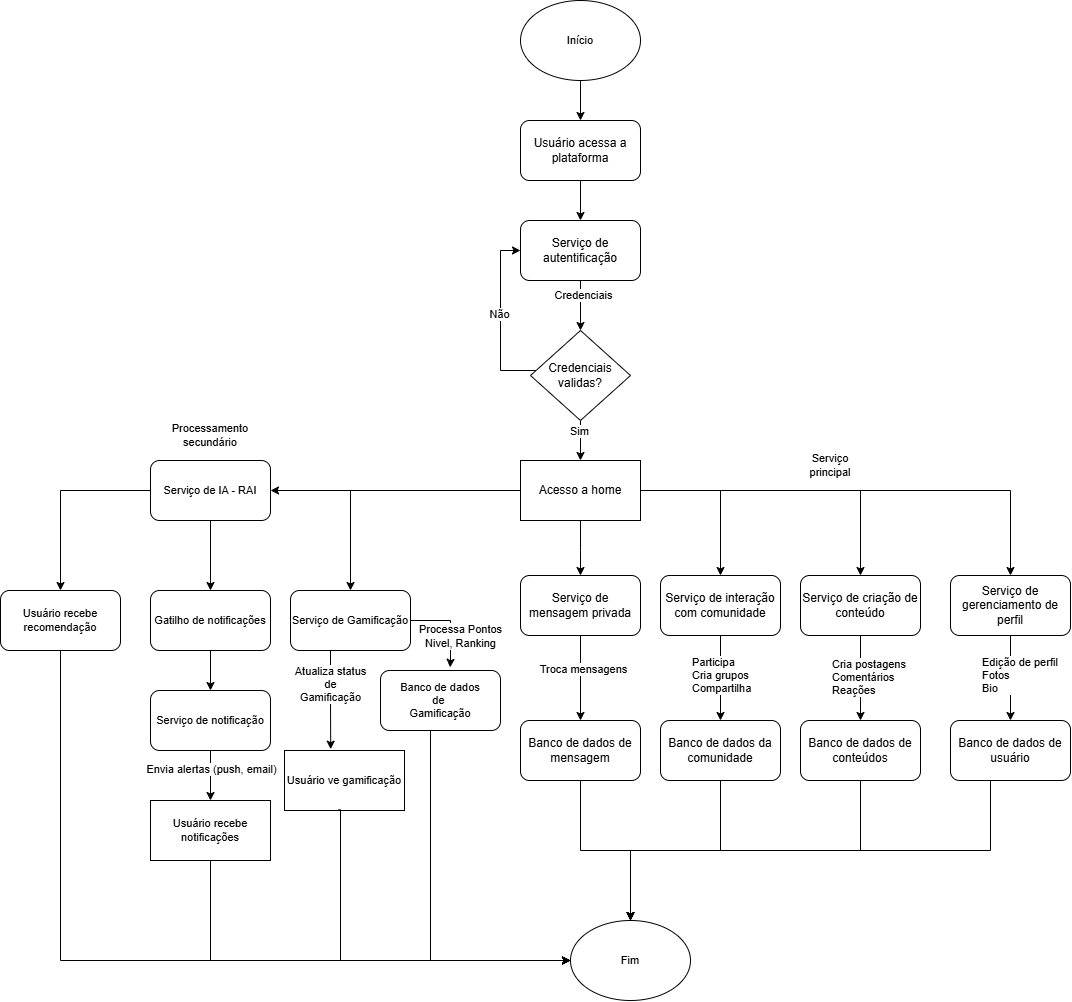 Início
Usuário acessa a
plataforma
Serviço de
autentificação
Credenciais
Não
Credenciais
validas?
Sim
Processamento
secundário
Serviço
principal
Serviço de IA - RAI
Acesso a home
Usuário recebe
recomendação
Gatilho de notificações
Serviço de Gamificação
Processa Pontos
Nivel, Ranking
Serviço de
mensagem privada
Serviço de interação
com comunidade
Serviço de criação de
conteúdo
Serviço de
gerenciamento de
perfil
Atualiza status
de
Gamificação
Troca mensagens
Participa
Cria grupos
Compartilha
Cria postagens
Comentários
Reações
Edição de perfil
Fotos
Bio
Serviço de notificação
Banco de dados
de
Gamificação
Banco de dados de
mensagem
Banco de dados da
comunidade
Banco de dados de
conteúdos
Banco de dados de
usuário
Envia alertas (push, email)
Usuário ve gamificação
Usuário recebe
notificações
Fim